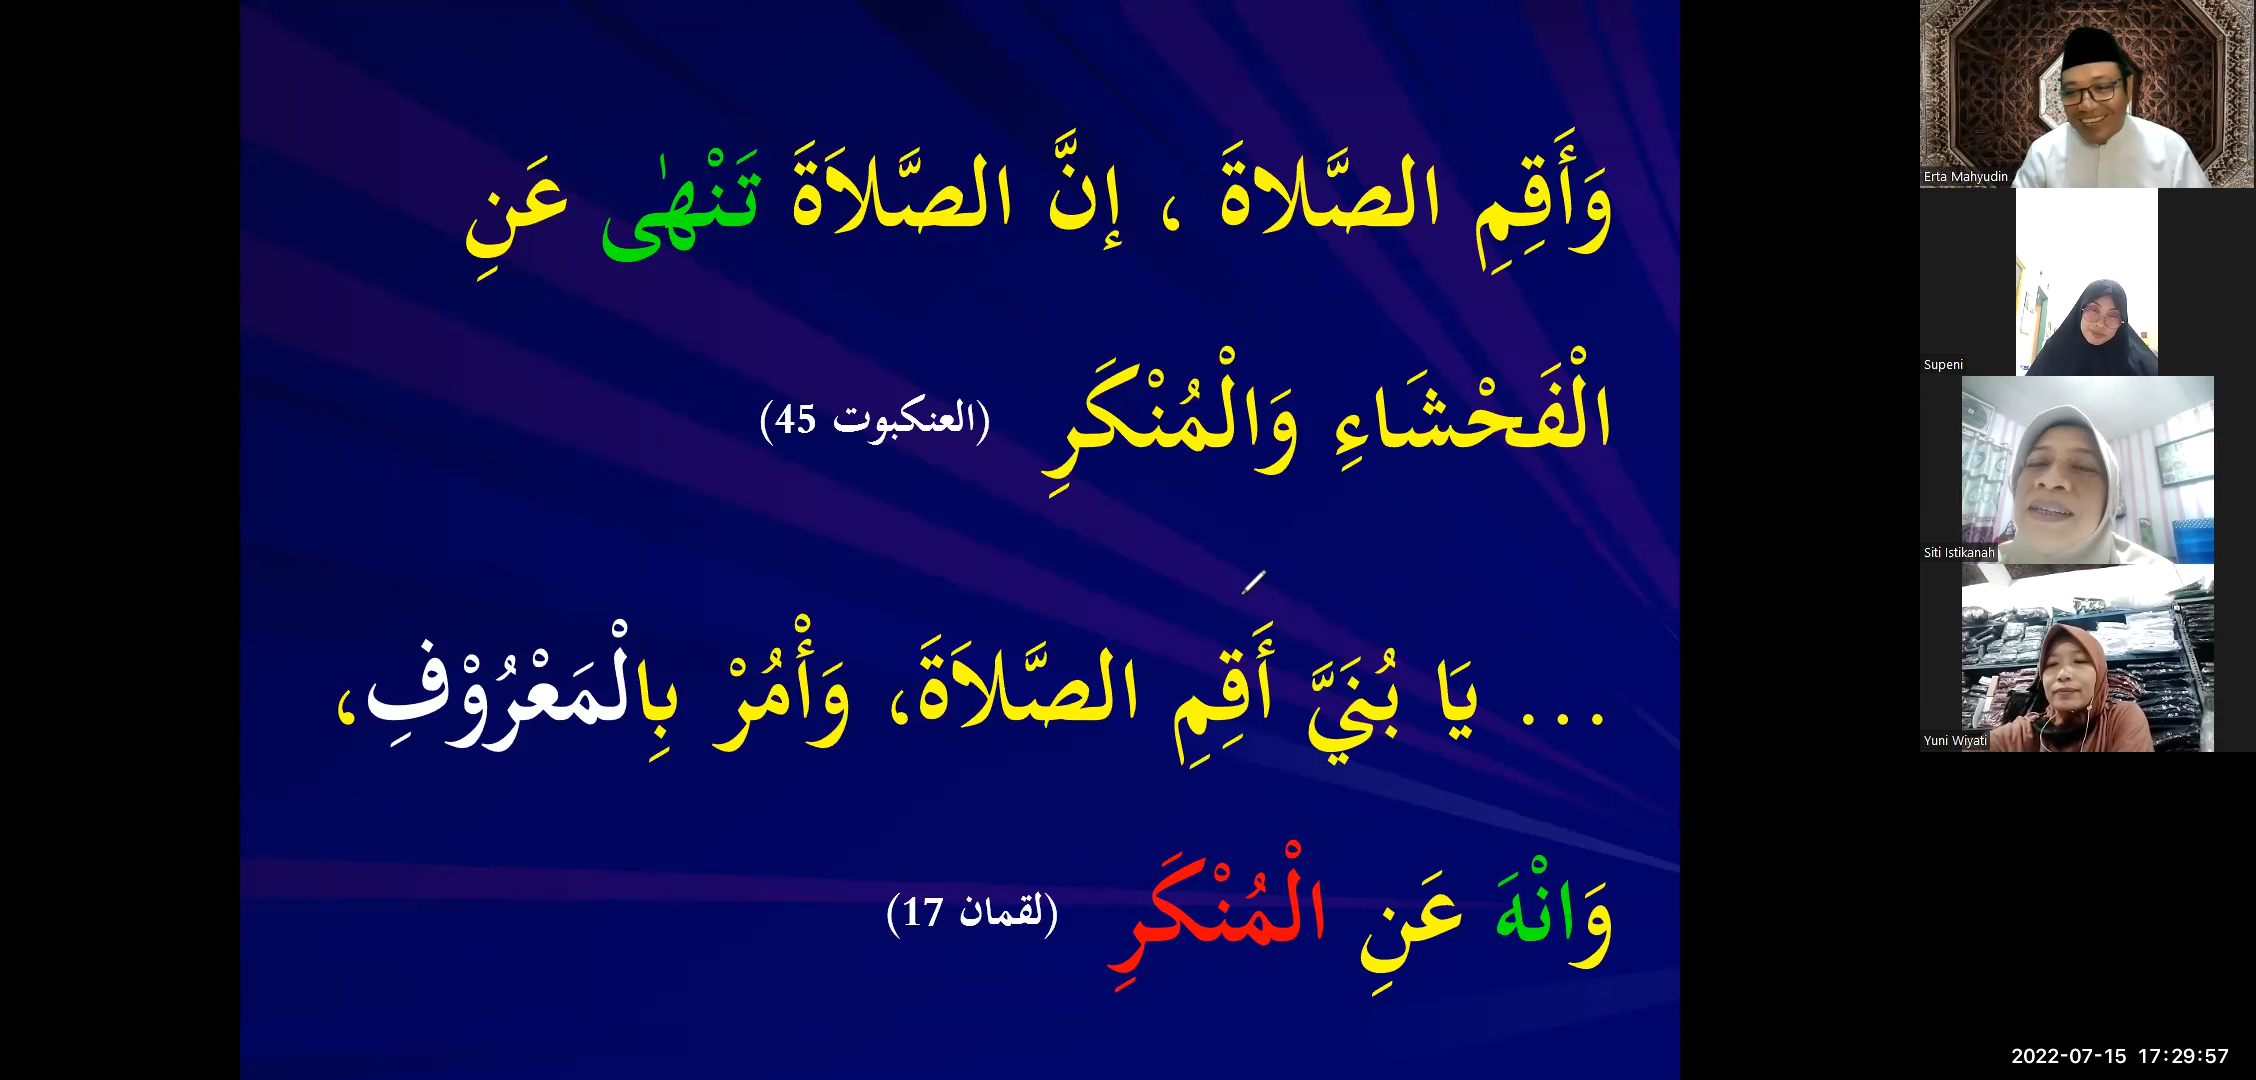 وَأَقِمِ الصَّلاةَ ، إِنَّ الصَّلاَةَ تَنْهٰى عَنِ
الْفَحْشَاءِ وَالْمُنْكَرِ (العنكبوت 45)
... يَا بُنَيَّ أَقِمِ الصَّلاَةَ، وَأْمُرْ بِالْمَعْرُوْفِ،
وَانْهَ عَنِ الْمُنْكَرِ (لقمان 17)
Erta Mahyudin
Supeni
Siti Istikanah
Yuni Wiyati
2022-07-15 17:29:57